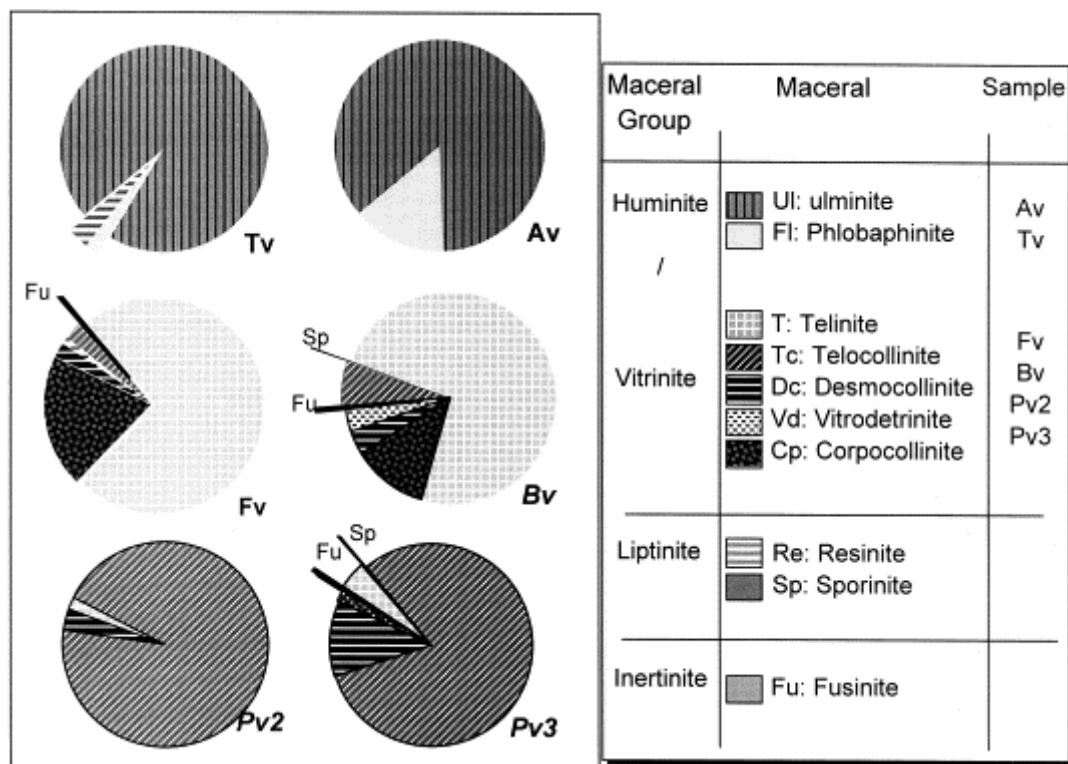 Tv
Av
Fu
Fv
Sp
Fu
Bv
Pv2
Sp
Fu
Pv3
Maceral Group
Maceral
Sample
Huminite
/
Vitrinite
Ul: ulminite
Fl: Phlobaphinite
Av
Tv
T: Telinite
Tc: Telocollinite
Dc: Desmocollinite
Vd: Vitrodetrinite
Cp: Corpocollinite
Fv
Bv
Pv2
Pv3
Liptinite
Re: Resinite
Sp: Sporinite
Inertinite
Fu: Fusinite